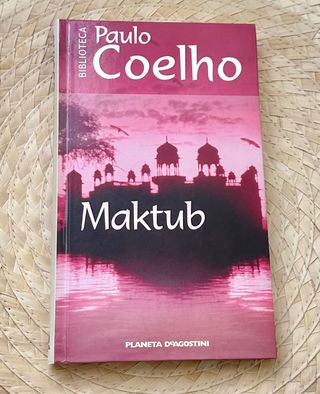 BIBLIOTECA
Paulo
Coelho
Maktub
PLANETA DeAGOSTINI